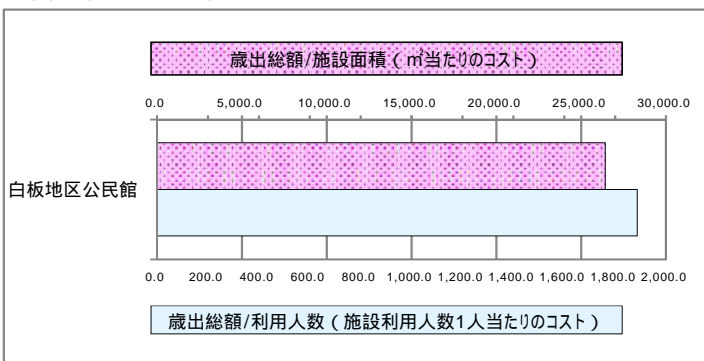 歳出総額/施設面積（㎡当たりのコスト）
0.0 5,000.0 10,000.0 15,000.0 20,000.0 25,000.0 30,000.0
白板地区公民館
0.0 200.0 400.0 600.0 800.0 1,000.0 1,200.0 1,400.0 1,600.0 1,800.0 2,000.0
歳出総額/利用人数（施設利用人数1人当たりのコスト）